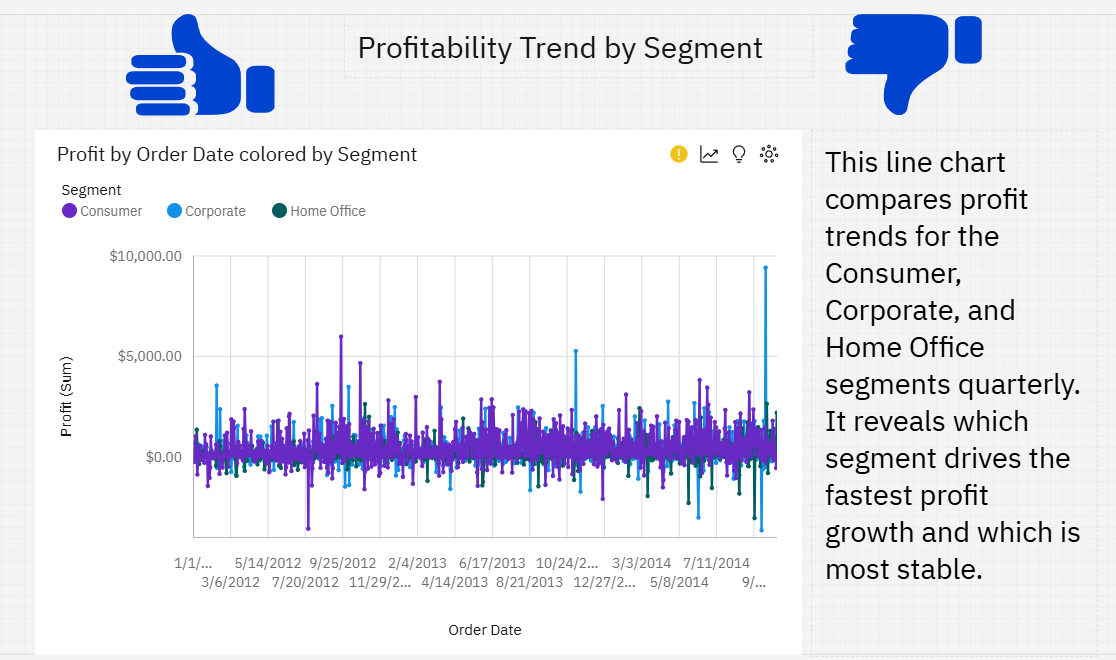 Profitability Trend by Segment
Profit by Order Date colored by Segment
Segment
Consumer
Corporate
Home Office
Profit (Sum)
$10,000.00
$5,000.00
$0.00
1/1/...
5/14/2012
9/25/2012
2/4/2013
6/17/2013
10/24/2...
3/3/2014
7/11/2014
3/6/2012
7/20/2012
11/29/2...
4/14/2013
8/21/2013
12/27/2...
5/8/2014
9/...
Order Date
This line chart
compares profit
trends for the
Consumer,
Corporate, and
Home Office
segments quarterly.
It reveals which
segment drives the
fastest profit
growth and which is
most stable.